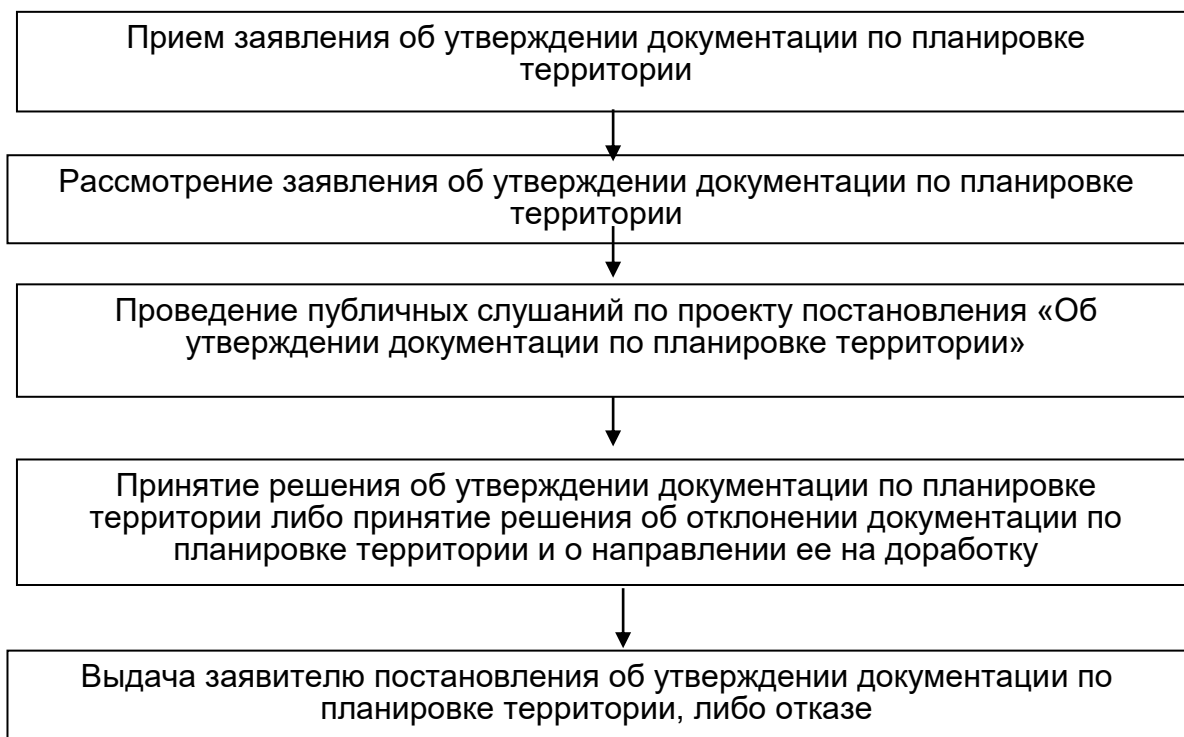 Прием заявления об утверждении документации по планировке
территории
Рассмотрение заявления об утверждении документации по планировке
территории
Проведение публичных слушаний по проекту постановления «Об
утверждении документации по планировке территории»
Принятие решения об утверждении документации по планировке
территории либо принятие решения об отклонении документации по
планировке территории и о направлении ее на доработку
Выдача заявителю постановления об утверждении документации по
планировке территории, либо отказе